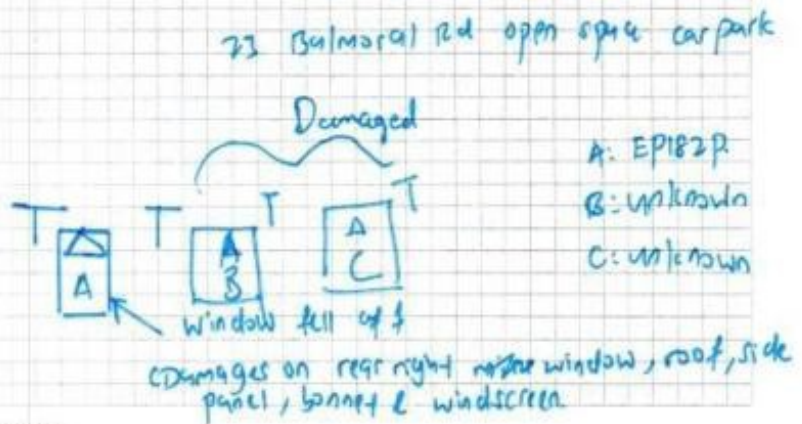 23 Balmoral Rd open space car park
Damaged
A: EP182P
B: unknown
C: unknown
A
B
C
window fell off
(Damages on rear right window, roof, side
panel, bonnet & windscreen